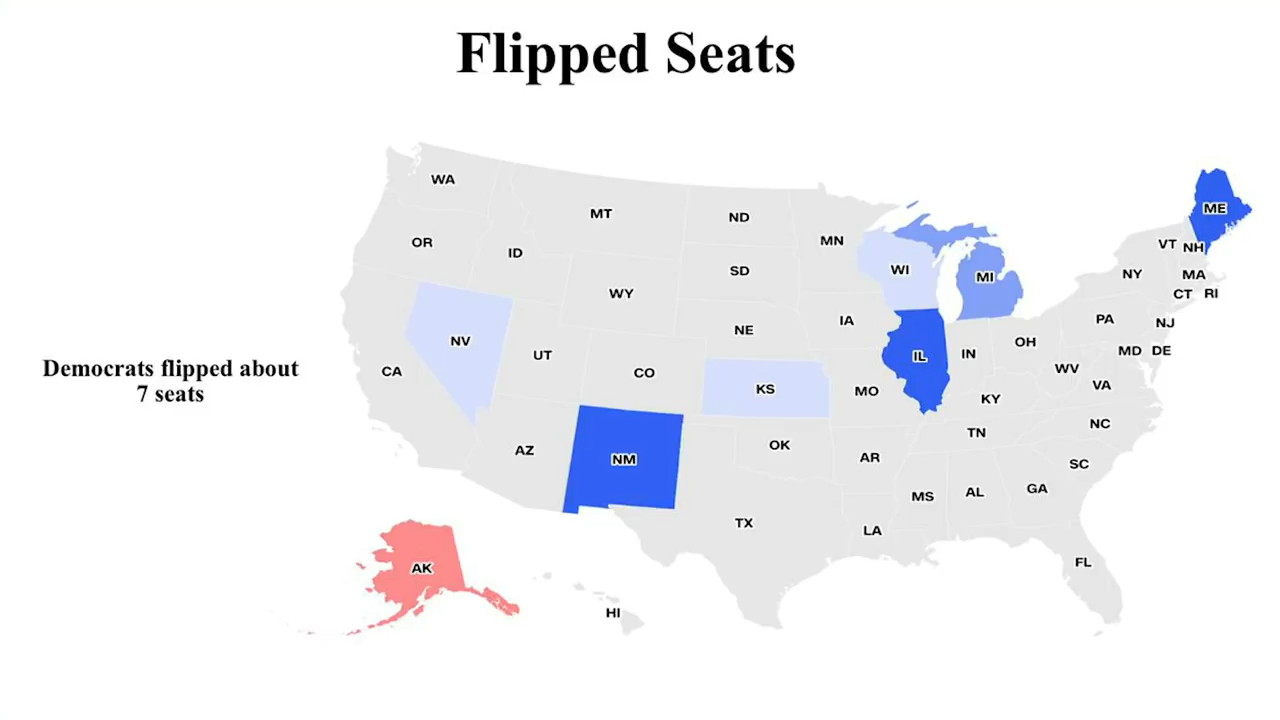 Flipped Seats
WA
MT
ND
MN
OR
ID
SD
WI
MI
ME
VT NH
WY
NY
MA
CT RI
NE
IA
PA
NJ
NV
UT
CO
IL
IN
OH
MD DE
WV
VA
Democrats flipped about
7 seats
CA
KS
MO
KY
NC
AZ
NM
OK
AR
TN
SC
TX
LA
MS
AL
GA
FL
AK
HI